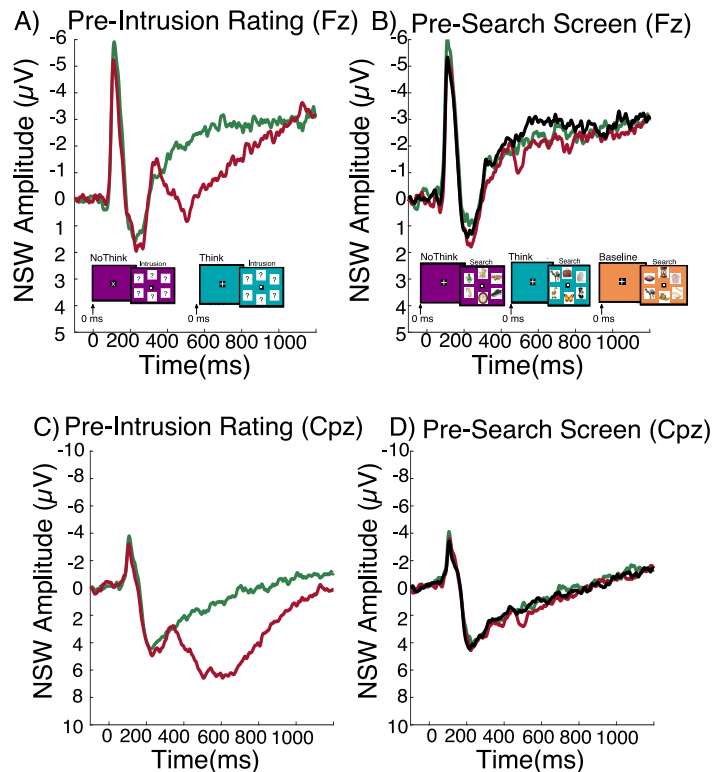 A) Pre-Intrusion Rating (Fz)
-6
-5
-4
-3
-2
-1
0
1
2
3
4
5
NSW Amplitude (µV)
NoThink
Intrusion
x
? ? ? ? ? ?
0 ms
Think
Intrusion
? ? ? ? ? ?
0 ms
0 200 400 600 800 1000
Time(ms)
B) Pre-Search Screen (Fz)
-6
-5
-4
-3
-2
-1
0
1
2
3
4
5
NSW Amplitude (µV)
NoThink
Search
0 ms
Think
Search
0 ms
Baseline
Search
0 ms
0 200 400 600 800 1000
Time(ms)
C) Pre-Intrusion Rating (Cpz)
-10
-8
-6
-4
-2
0
2
4
6
8
10
NSW Amplitude (µV)
0 200 400 600 800 1000
Time(ms)
D) Pre-Search Screen (Cpz)
-10
-8
-6
-4
-2
0
2
4
6
8
10
NSW Amplitude (µV)
0 200 400 600 800 1000
Time(ms)